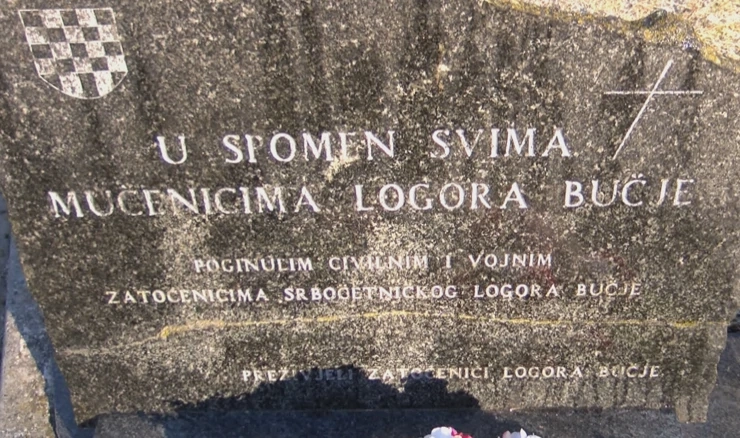 U SPOMEN SVIMA
MUČENICIMA LOGORA BUČJE
POGINULIM CIVILNIM I VOJNIM
ZATOČENICIMA SRBOČETNIČKOG LOGORA BUČJE
PREŽIVJELI ZATOČENICI LOGORA BUČJE